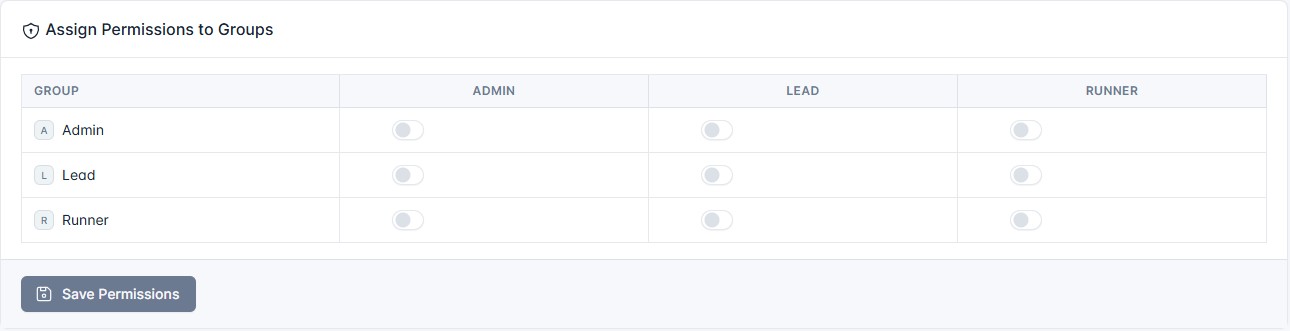 Assign Permissions to Groups
GROUP ADMIN LEAD RUNNER
A Admin
L Lead
R Runner
Save Permissions